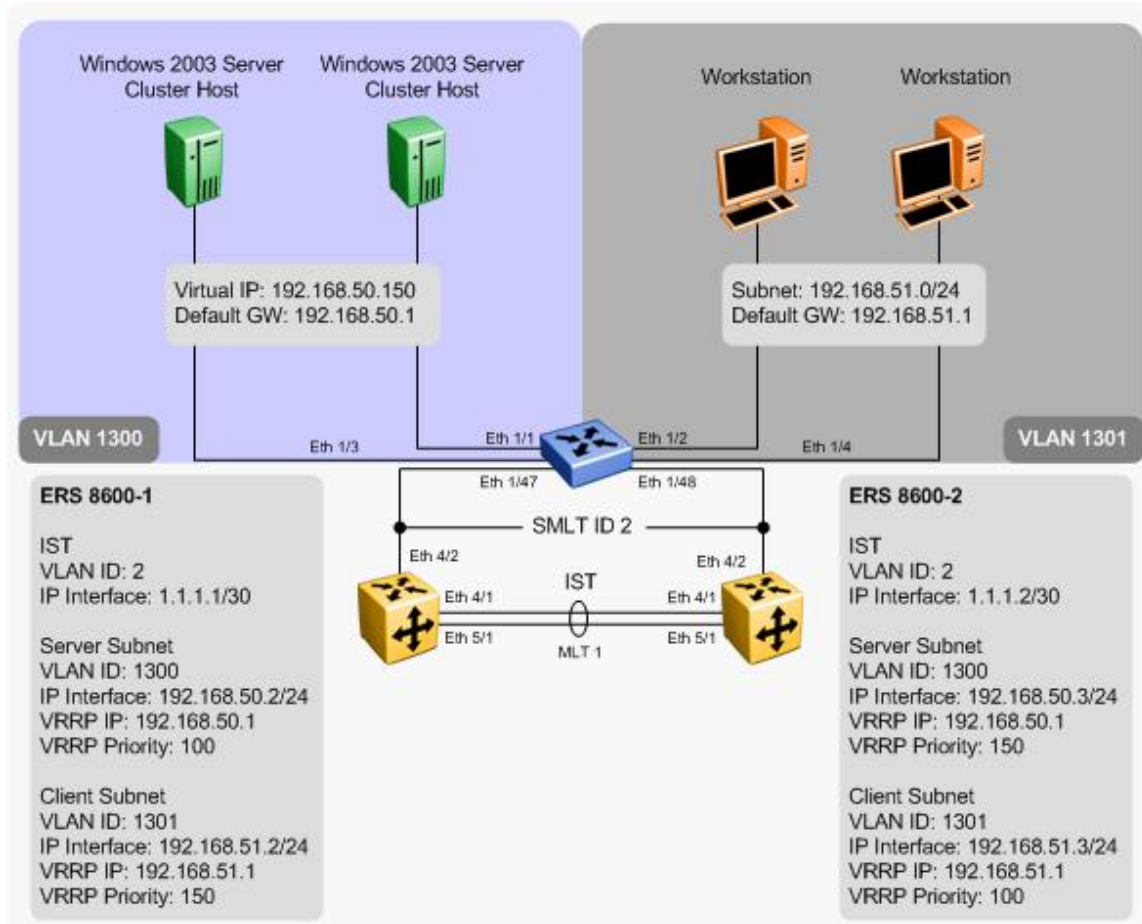 Windows 2003 Server
Cluster Host
Windows 2003 Server
Cluster Host
Workstation
Workstation
Virtual IP: 192.168.50.150
Default GW: 192.168.50.1
Subnet: 192.168.51.0/24
Default GW: 192.168.51.1
VLAN 1300
Eth 1/3
Eth 1/1
Eth 1/2
Eth 1/4
VLAN 1301
Eth 1/47
Eth 1/48
SMLT ID 2
Eth 4/2
Eth 4/2
IST
Eth 4/1
Eth 4/1
Eth 5/1
Eth 5/1
MLT 1
ERS 8600-1
IST
VLAN ID: 2
IP Interface: 1.1.1.1/30
Server Subnet
VLAN ID: 1300
IP Interface: 192.168.50.2/24
VRRP IP: 192.168.50.1
VRRP Priority: 100
Client Subnet
VLAN ID: 1301
IP Interface: 192.168.51.2/24
VRRP IP: 192.168.51.1
VRRP Priority: 150
ERS 8600-2
IST
VLAN ID: 2
IP Interface: 1.1.1.2/30
Server Subnet
VLAN ID: 1300
IP Interface: 192.168.50.3/24
VRRP IP: 192.168.50.1
VRRP Priority: 150
Client Subnet
VLAN ID: 1301
IP Interface: 192.168.51.3/24
VRRP IP: 192.168.51.1
VRRP Priority: 100